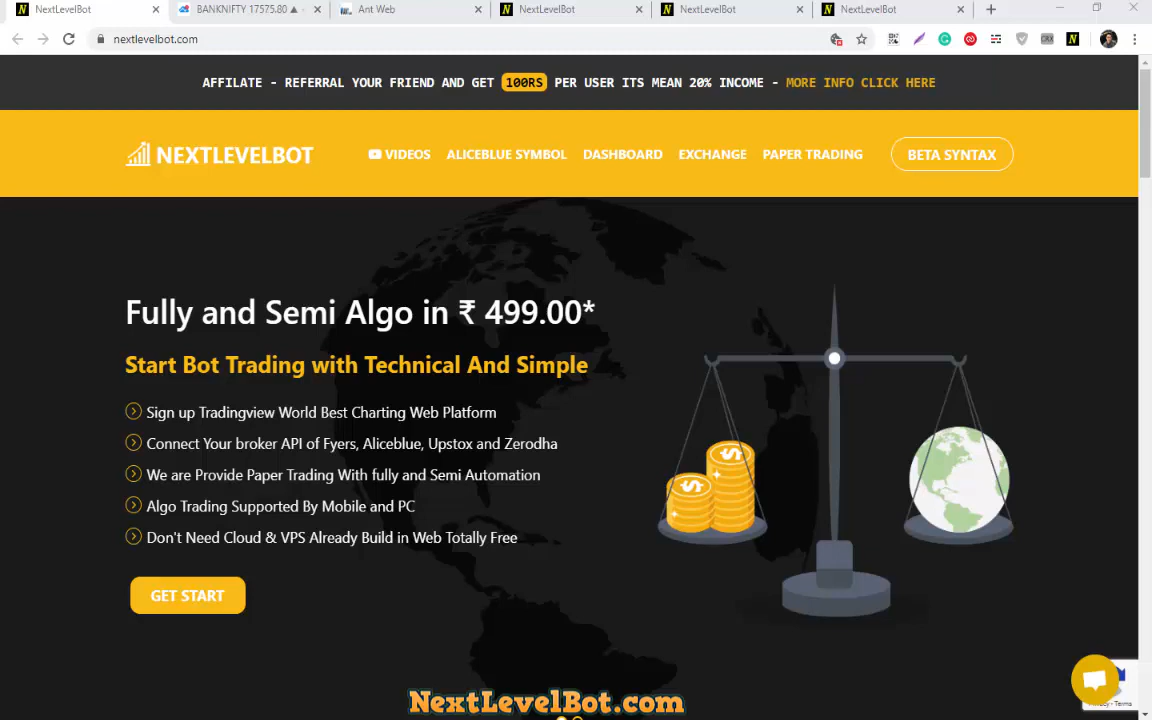 NextLevelBot
BANKNIFTY 17575.80 ▲
Ant Web
NextLevelBot
NextLevelBot
NextLevelBot
nextlevelbot.com
AFFILATE - REFERRAL YOUR FRIEND AND GET 100RS PER USER ITS MEAN 20% INCOME - MORE INFO CLICK HERE
NEXTLEVELBOT
VIDEOS
ALICEBLUE SYMBOL
DASHBOARD
EXCHANGE
PAPER TRADING
BETA SYNTAX
Fully and Semi Algo in ₹ 499.00*
Start Bot Trading with Technical And Simple
Sign up Tradingview World Best Charting Web Platform
Connect Your broker API of Fyers, Aliceblue, Upstox and Zerodha
We are Provide Paper Trading With fully and Semi Automation
Algo Trading Supported By Mobile and PC
Don't Need Cloud & VPS Already Build in Web Totally Free
GET START
NextLevelBot.com
- Terms